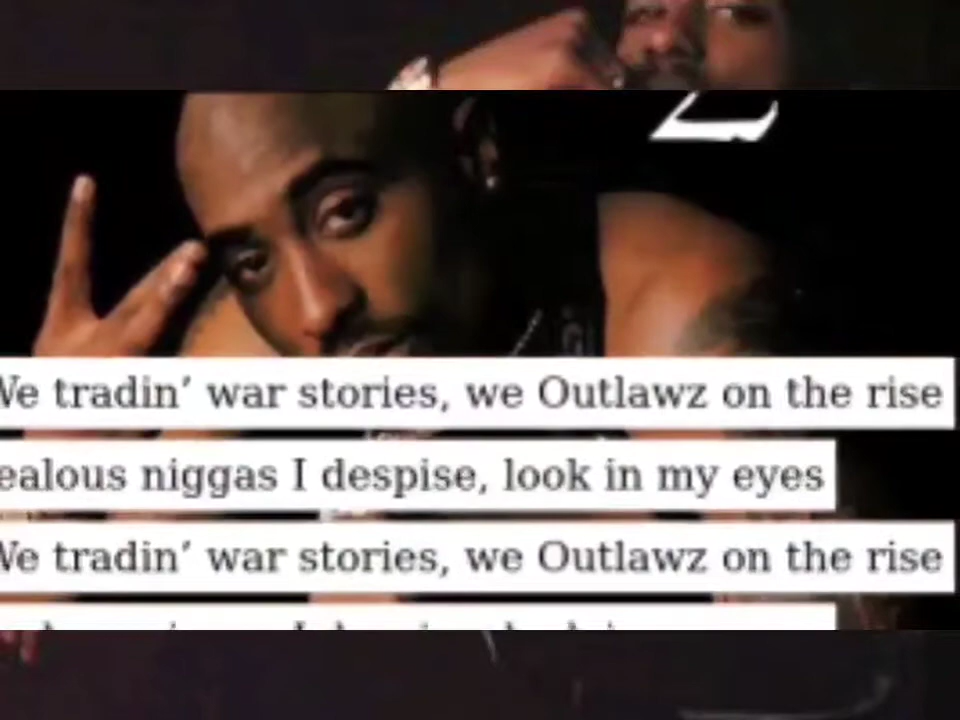 We tradin' war stories, we Outlawz on the rise
ealous niggas I despise, look in my eyes
We tradin' war stories, we Outlawz on the rise